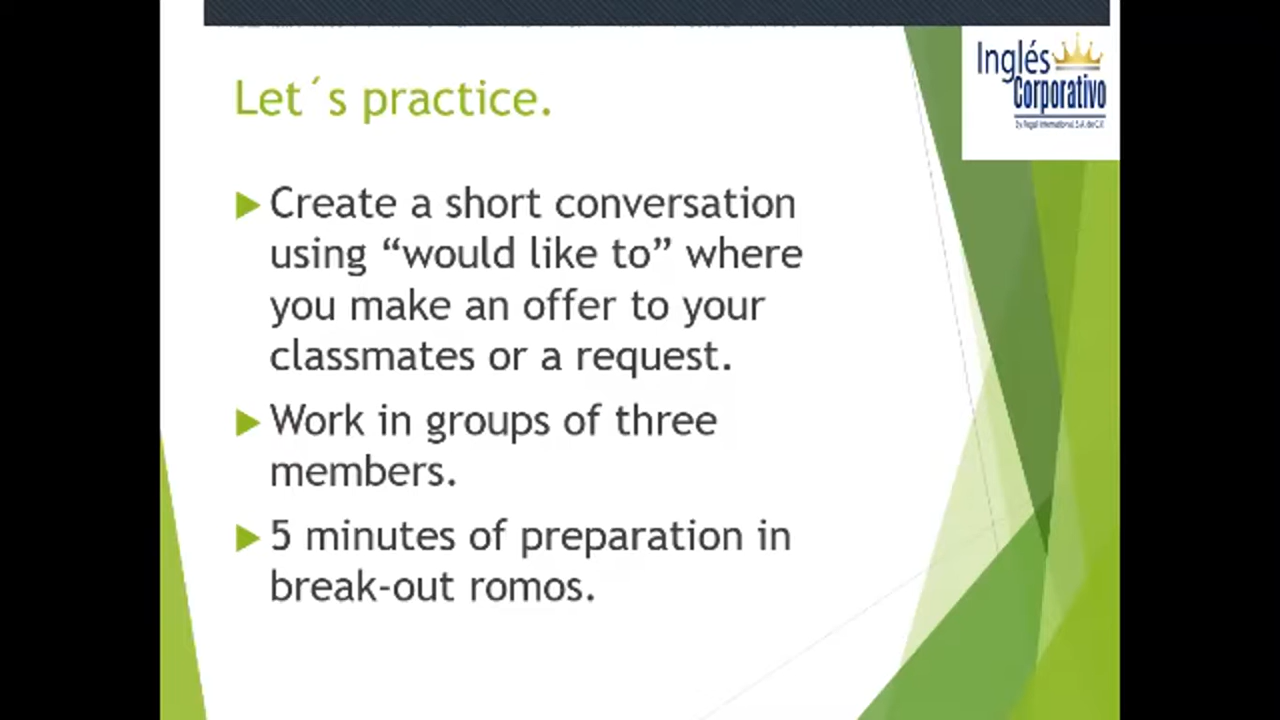 Inglés
Corporativo
Let´s practice.
Create a short conversation
using “would like to” where
you make an offer to your
classmates or a request.
Work in groups of three
members.
5 minutes of preparation in
break-out romos.